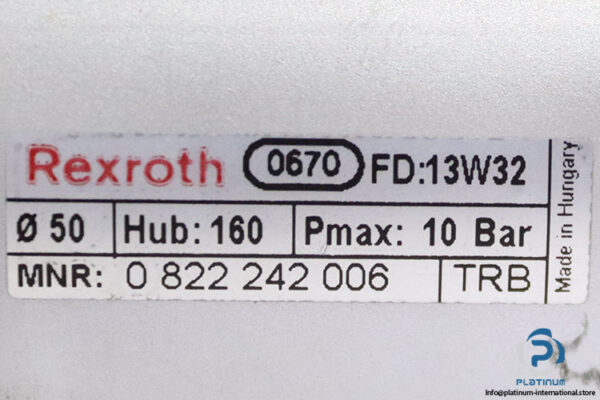 Rexroth 0670 FD:13W32
Ø 50 Hub: 160 Pmax: 10 Bar
MNR: 0 822 242 006 TRB
Made in Hungary
PLATINUM
Info@platinum-international.store